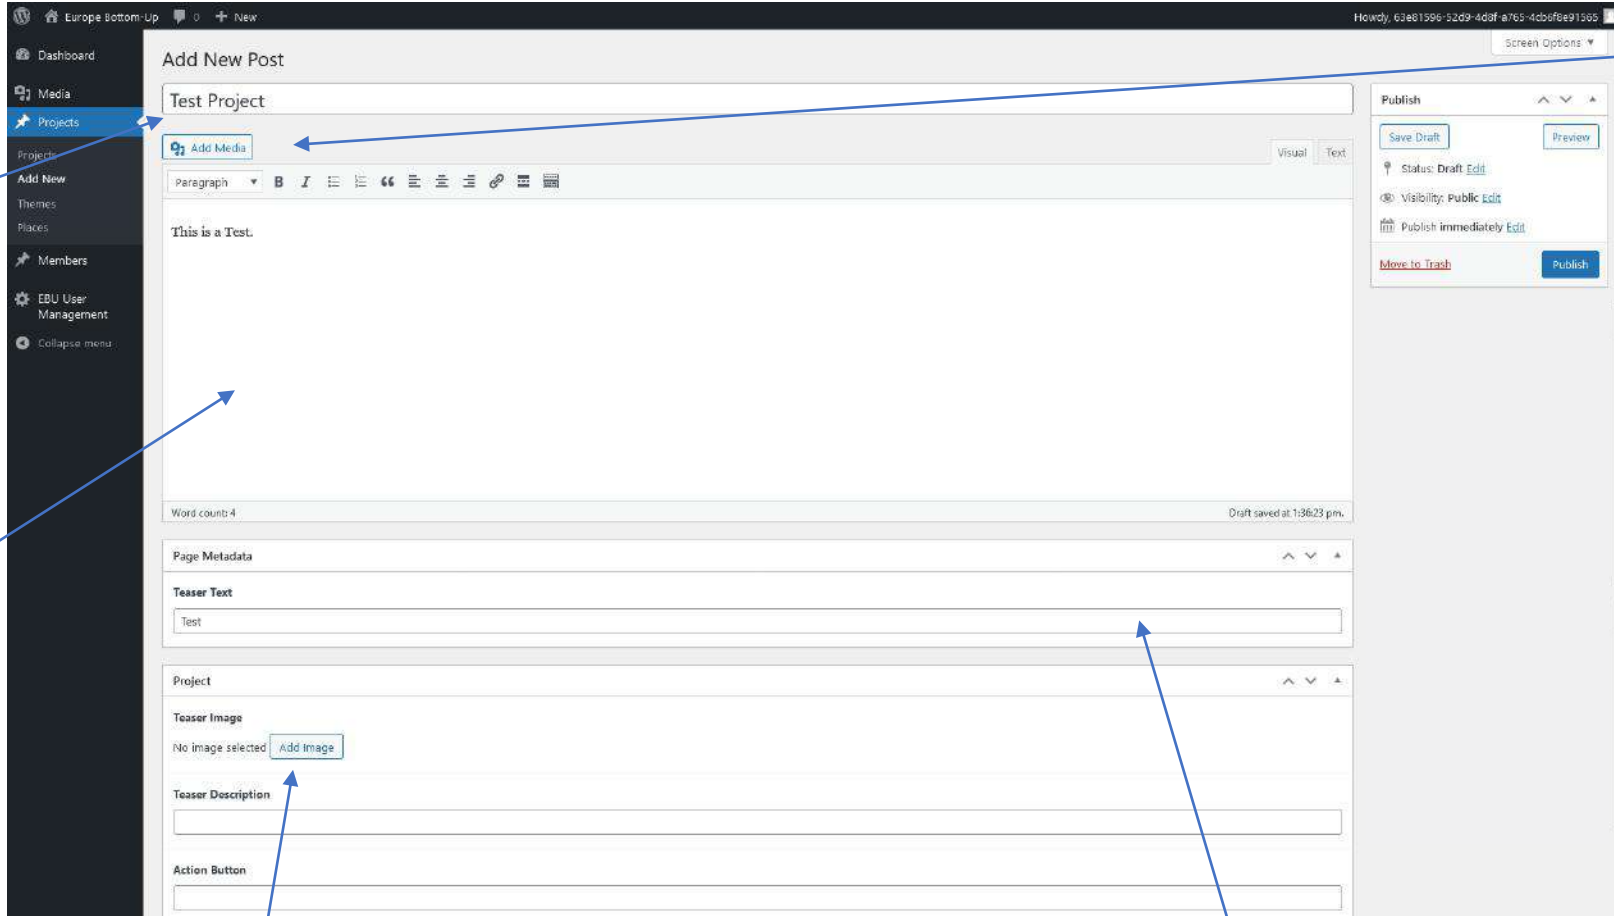 Europe Bottom-Up 0 + New
Howdy, 63e81596-52d9-4d8f-a765-4cb6f8e91565
Screen Options ▼
Dashboard
Media
Projects
Projects
Add New
Themes
Places
Members
EBU User
Management
Collapse menu
Add New Post
Test Project
Add Media
Visual Text
Paragraph ▼ B I
This is a Test.
Word count: 4
Draft saved at 1:36:23 pm.
Page Metadata
Teaser Text
Test
Project
Teaser Image
No image selected Add Image
Teaser Description
Action Button
Publish
Save Draft Preview
Status: Draft Edit
Visibility: Public Edit
Publish immediately Edit
Move to Trash Publish